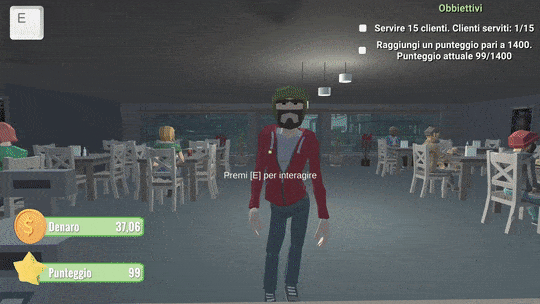 E
Obbiettivi
Servire 15 clienti. Clienti serviti: 1/15
Raggiungi un punteggio pari a 1400.
Punteggio attuale 99/1400
Premi [E] per interagire
$
Denaro 37,06
Punteggio 99